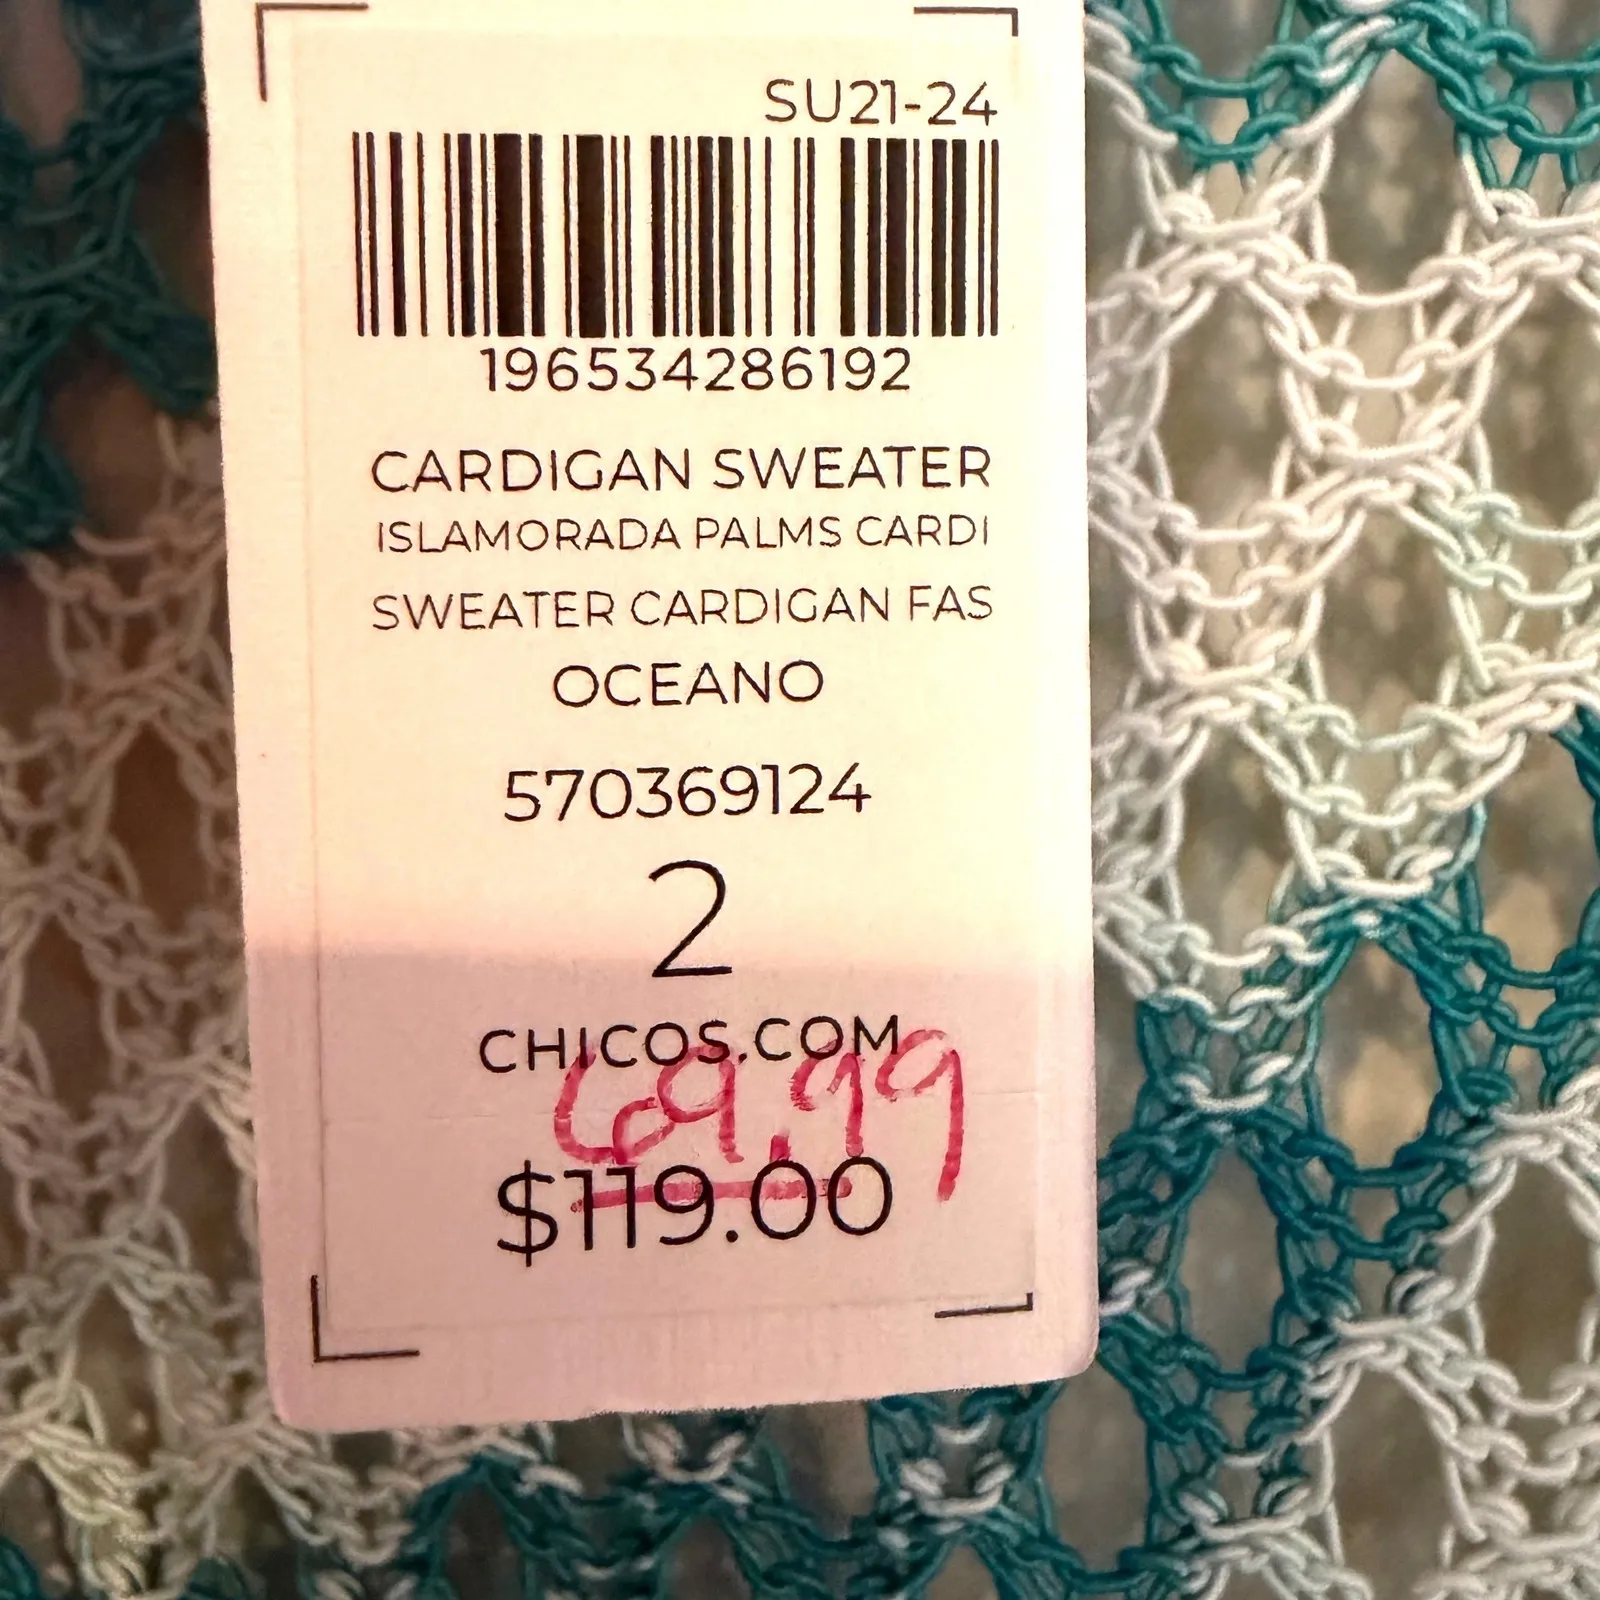 SU21-24
196534286192
CARDIGAN SWEATER
ISLAMORADA PALMS CARDI
SWEATER CARDIGAN FAS
OCEANO
570369124
2
CHICOS.COM
69.99
$119.00